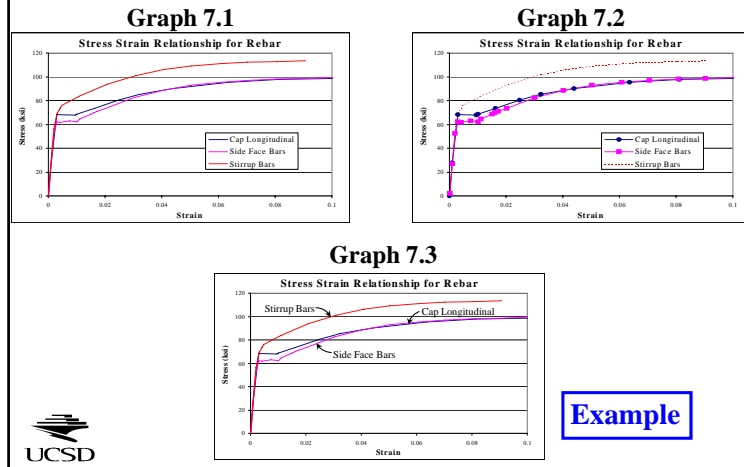 Graph 7.1
Stress Strain Relationship for Rebar
120
100
80
60
40
20
0
Stress (ksi)
0
0.02
0.04
0.06
0.08
0.1
Strain
Cap Longitudinal
Side Face Bars
Stirrup Bars
Graph 7.2
Stress Strain Relationship for Rebar
120
100
80
60
40
20
0
Stress (ksi)
0
0.02
0.04
0.06
0.08
0.1
Strain
Cap Longitudinal
Side Face Bars
Stirrup Bars
Graph 7.3
Stress Strain Relationship for Rebar
120
100
80
60
40
20
0
Stress (ksi)
0
0.02
0.04
0.06
0.08
0.1
Strain
Stirrup Bars
Cap Longitudinal
Side Face Bars
Example
UCSD